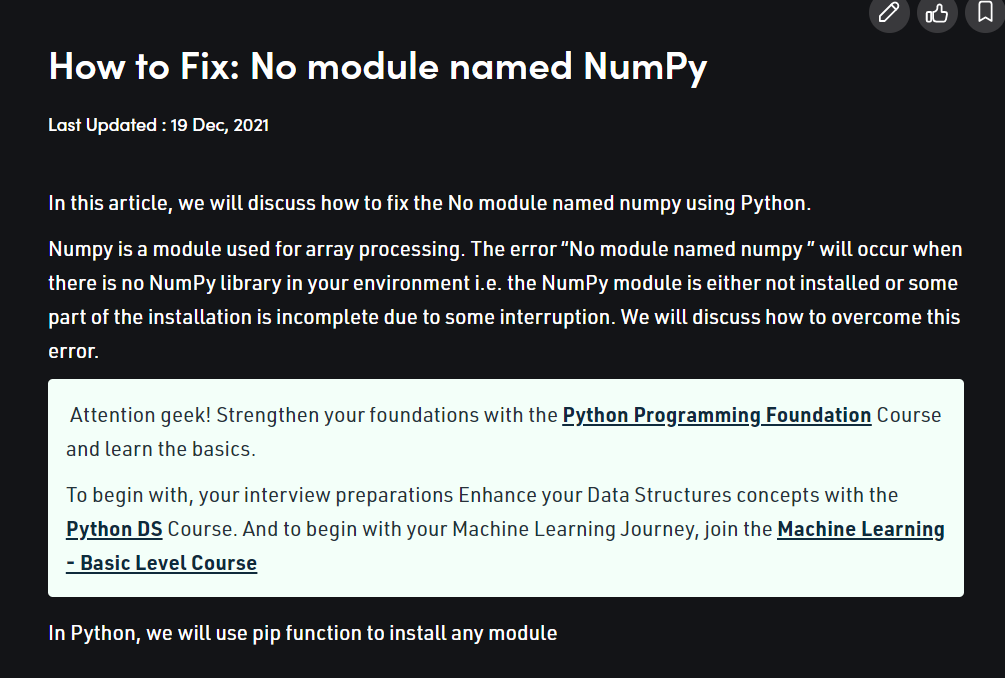 How to Fix: No module named NumPy
Last Updated : 19 Dec, 2021
In this article, we will discuss how to fix the No module named numpy using Python.
Numpy is a module used for array processing. The error “No module named numpy ” will occur when
there is no NumPy library in your environment i.e. the NumPy module is either not installed or some
part of the installation is incomplete due to some interruption. We will discuss how to overcome this
error.
Attention geek! Strengthen your foundations with the Python Programming Foundation Course
and learn the basics.
To begin with, your interview preparations Enhance your Data Structures concepts with the
Python DS Course. And to begin with your Machine Learning Journey, join the Machine Learning
- Basic Level Course
In Python, we will use pip function to install any module